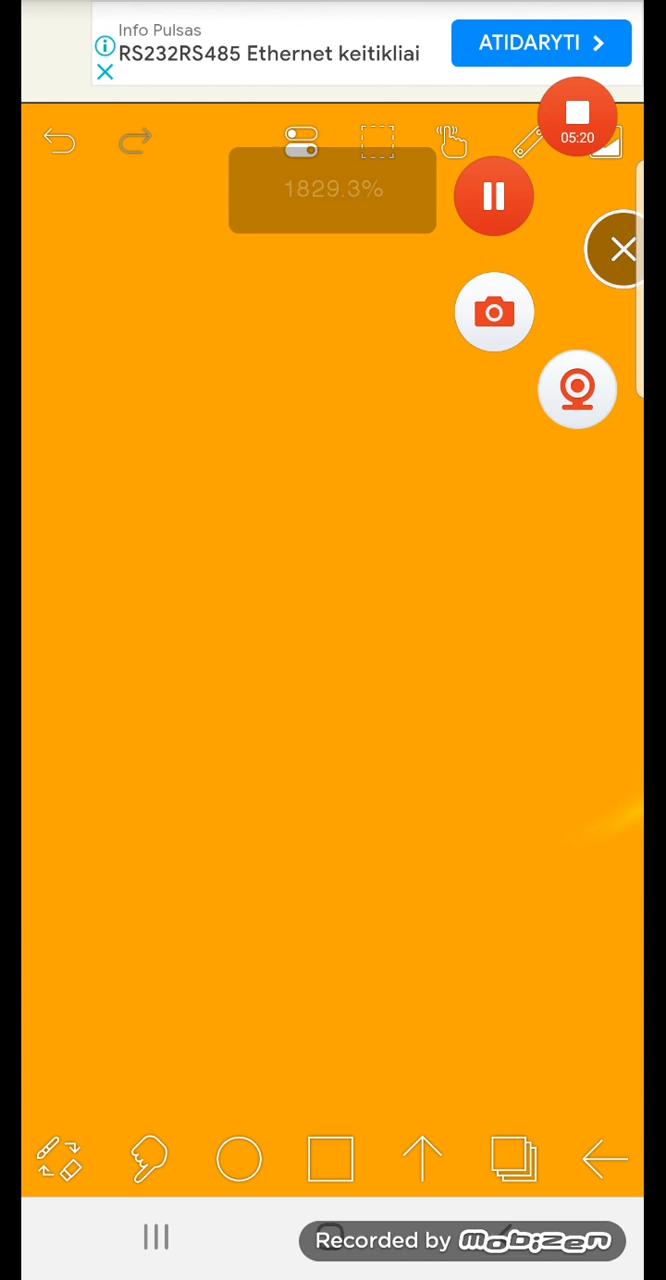 Info Pulsas
RS232RS485 Ethernet keitikliai
ATIDARYTI
05:20
1829.3%
Recorded by mobizen